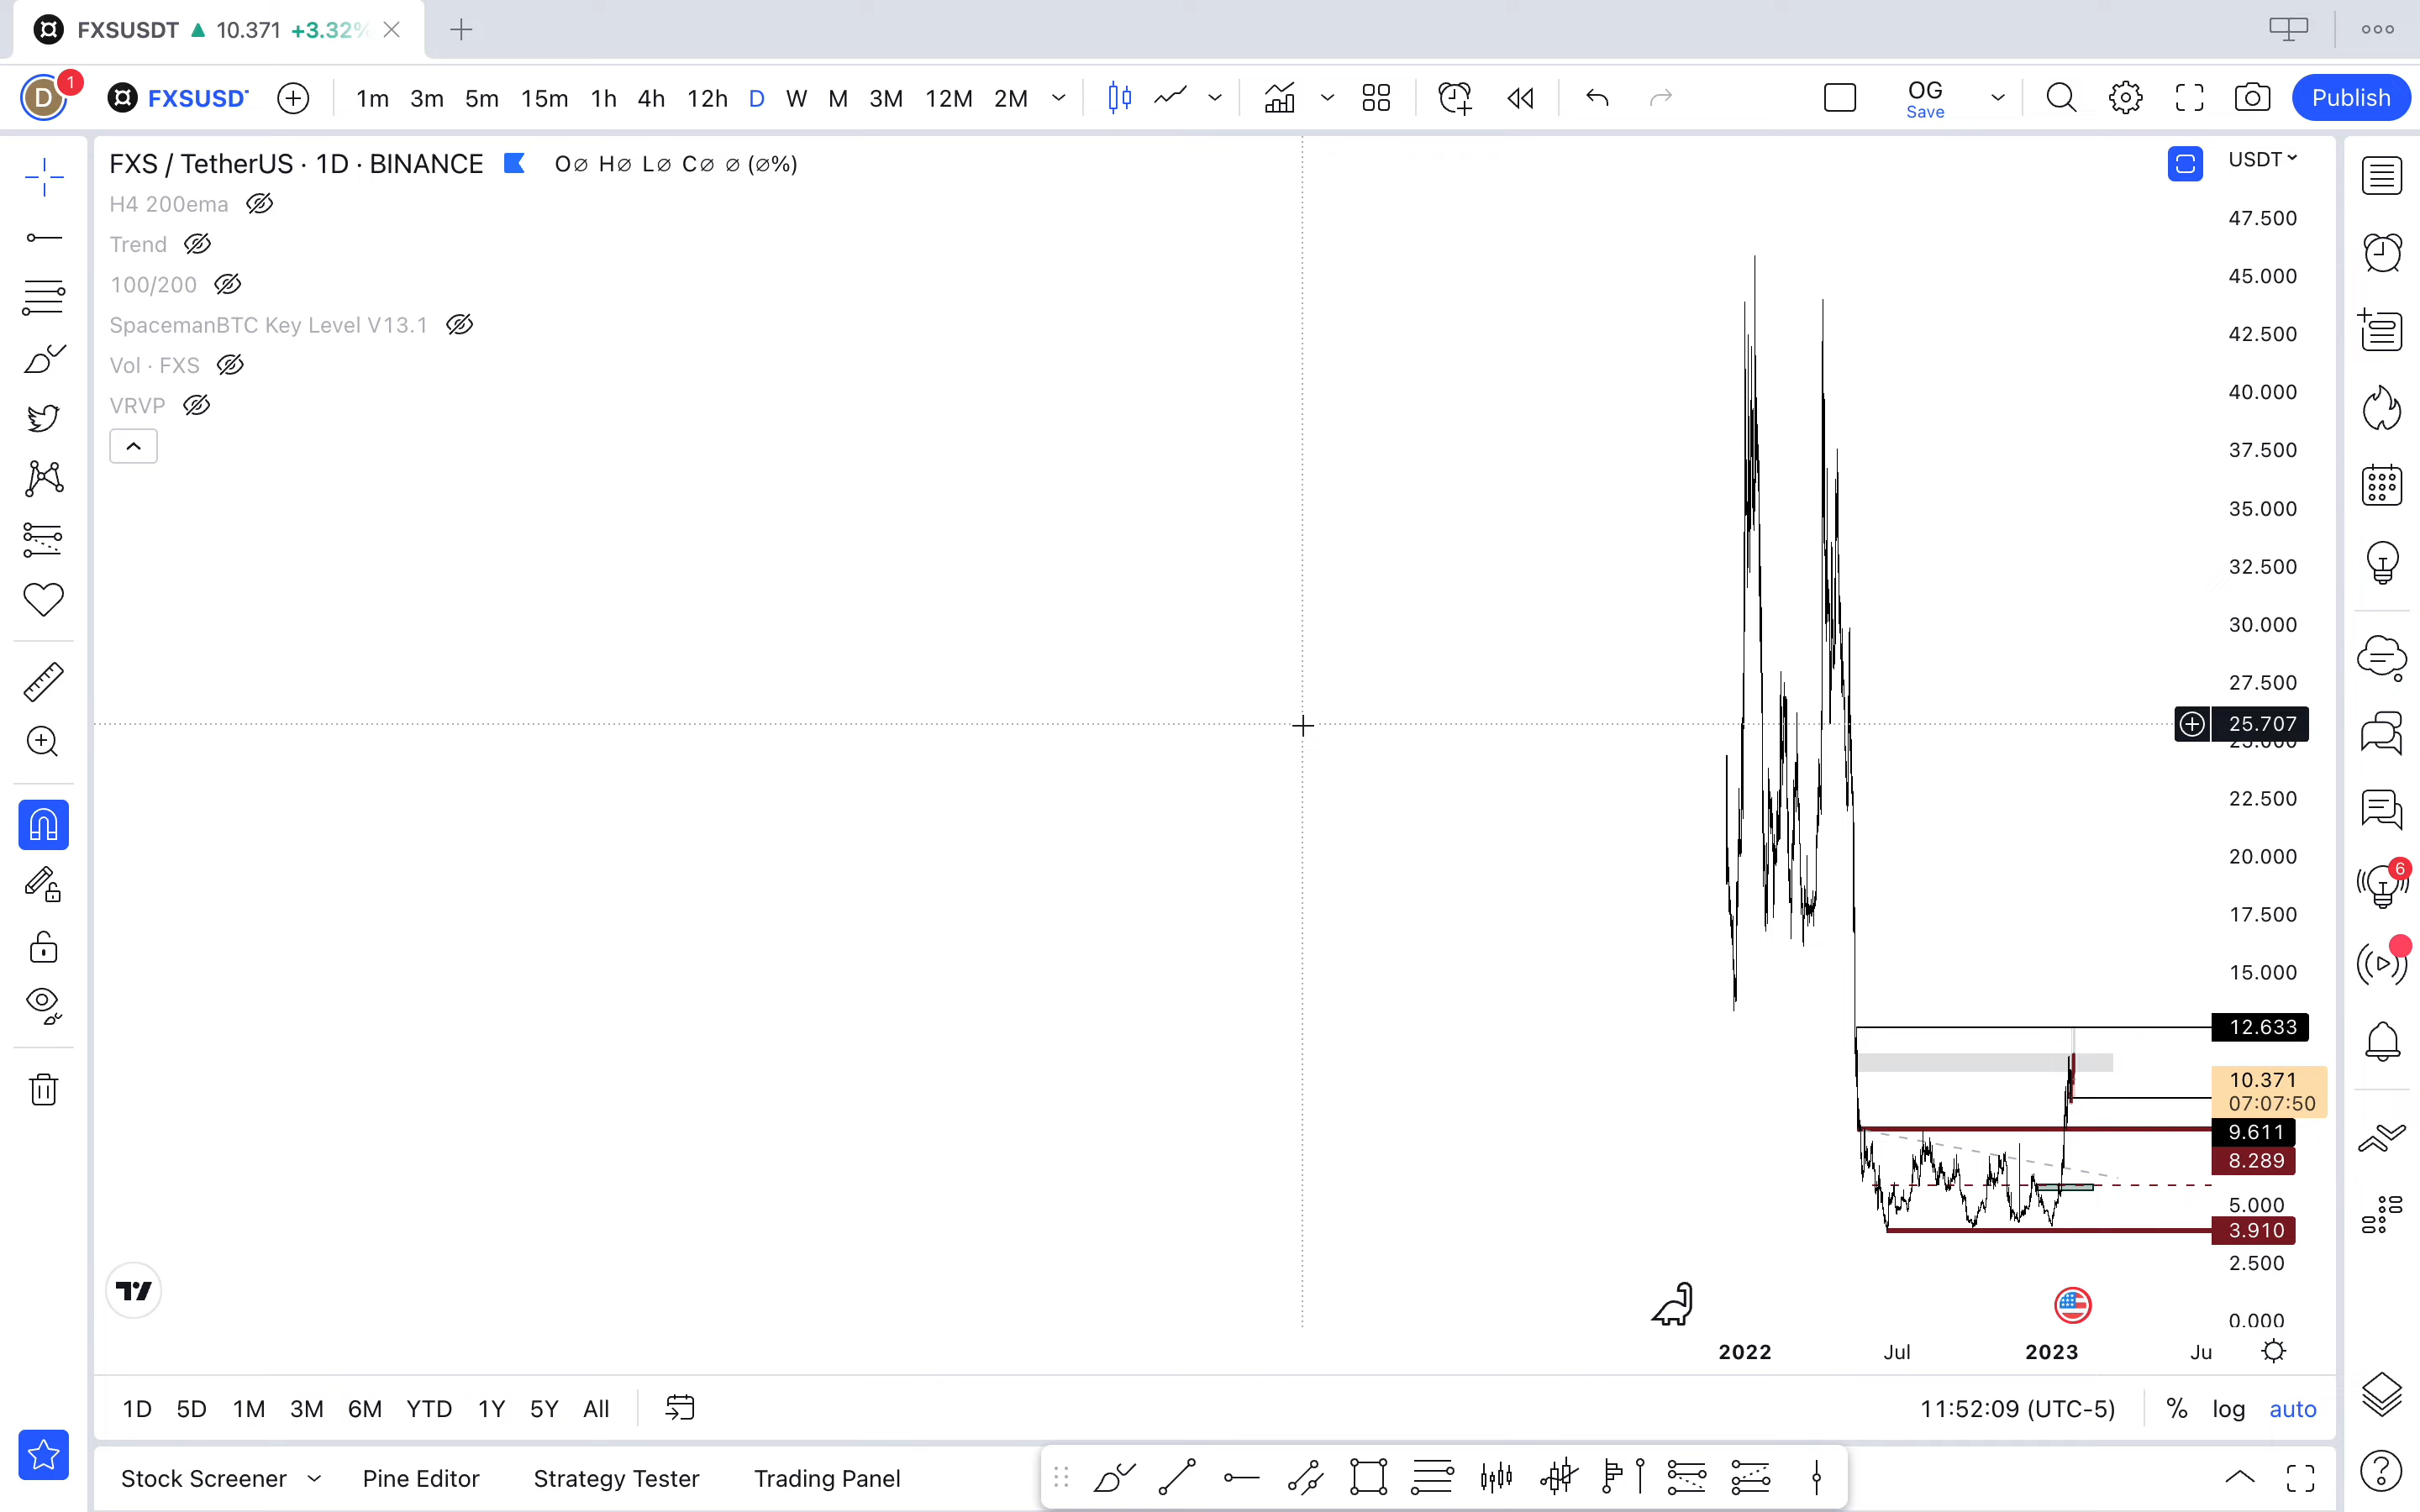 FXSUSDT ▲ 10.371 +3.32%
D 1 FXSUSD 1m 3m 5m 15m 1h 4h 12h D W M 3M 12M 2M OG Save Publish
FXS / TetherUS · 1D · BINANCE O∅ H∅ L∅ C∅ ∅ (∅%) USDT
H4 200ema
Trend
100/200
SpacemanBTC Key Level V13.1
Vol · FXS
VRVP
47.500
45.000
42.500
40.000
37.500
35.000
32.500
30.000
27.500
25.707
25.000
22.500
20.000
17.500
15.000
12.633
10.371
07:07:50
9.611
8.289
5.000
3.910
2.500
0.000
6
2022 Jul 2023 Ju
1D 5D 1M 3M 6M YTD 1Y 5Y All 11:52:09 (UTC-5) % log auto
Stock Screener Pine Editor Strategy Tester Trading Panel